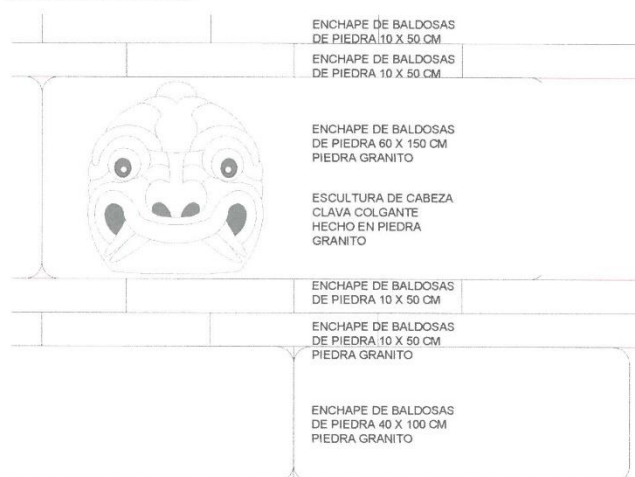 ENCHAPE DE BALDOSAS
DE PIEDRA 10 X 50 CM
ENCHAPE DE BALDOSAS
DE PIEDRA 10 X 50 CM
ENCHAPE DE BALDOSAS
DE PIEDRA 60 X 150 CM
PIEDRA GRANITO
ESCULTURA DE CABEZA
CLAVA COLGANTE
HECHO EN PIEDRA
GRANITO
ENCHAPE DE BALDOSAS
DE PIEDRA 10 X 50 CM
ENCHAPE DE BALDOSAS
DE PIEDRA 10 X 50 CM
PIEDRA GRANITO
ENCHAPE DE BALDOSAS
DE PIEDRA 40 X 100 CM
PIEDRA GRANITO